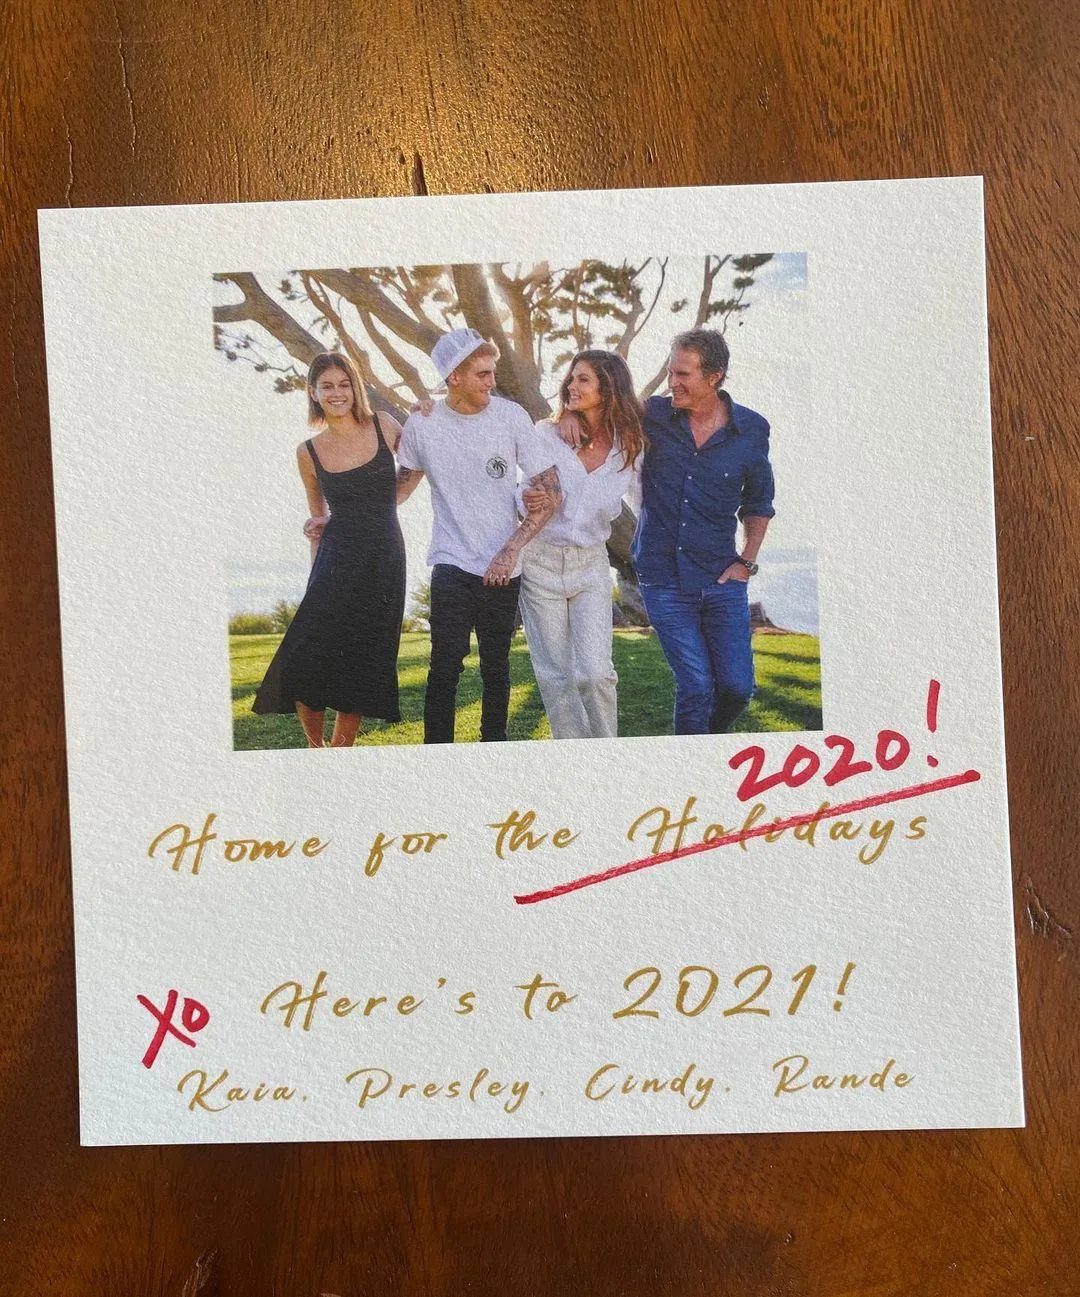 2020!
Home for the Holidays
XO Here's to 2021!
Kaia. Presley. Cindy. Rande